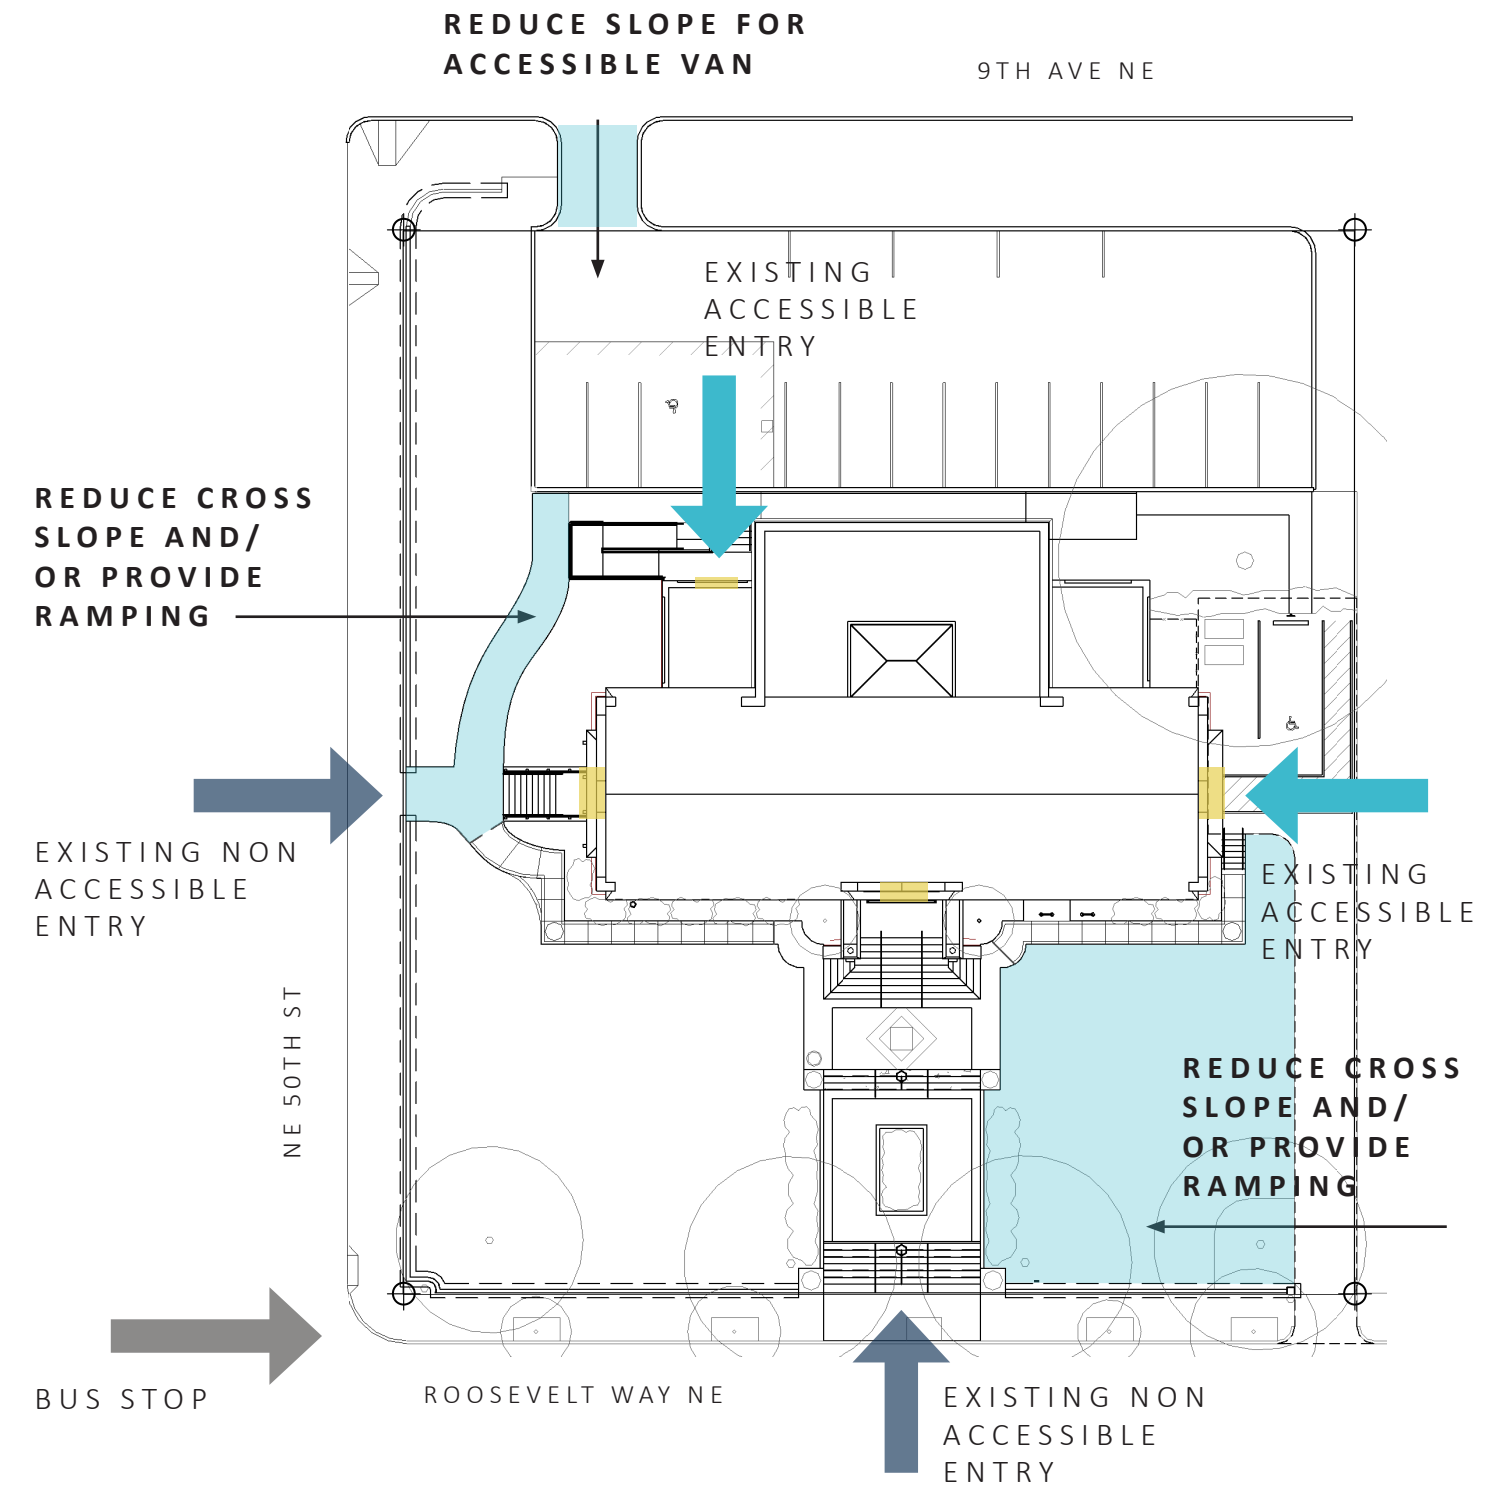 REDUCE SLOPE FOR
ACCESSIBLE VAN
9TH AVE NE
EXISTING
ACCESSIBLE
ENTRY
REDUCE CROSS
SLOPE AND/
OR PROVIDE
RAMPING
EXISTING NON
ACCESSIBLE
ENTRY
EXISTING
ACCESSIBLE
ENTRY
NE 50TH ST
REDUCE CROSS
SLOPE AND/
OR PROVIDE
RAMPING
BUS STOP
ROOSEVELT WAY NE
EXISTING NON
ACCESSIBLE
ENTRY